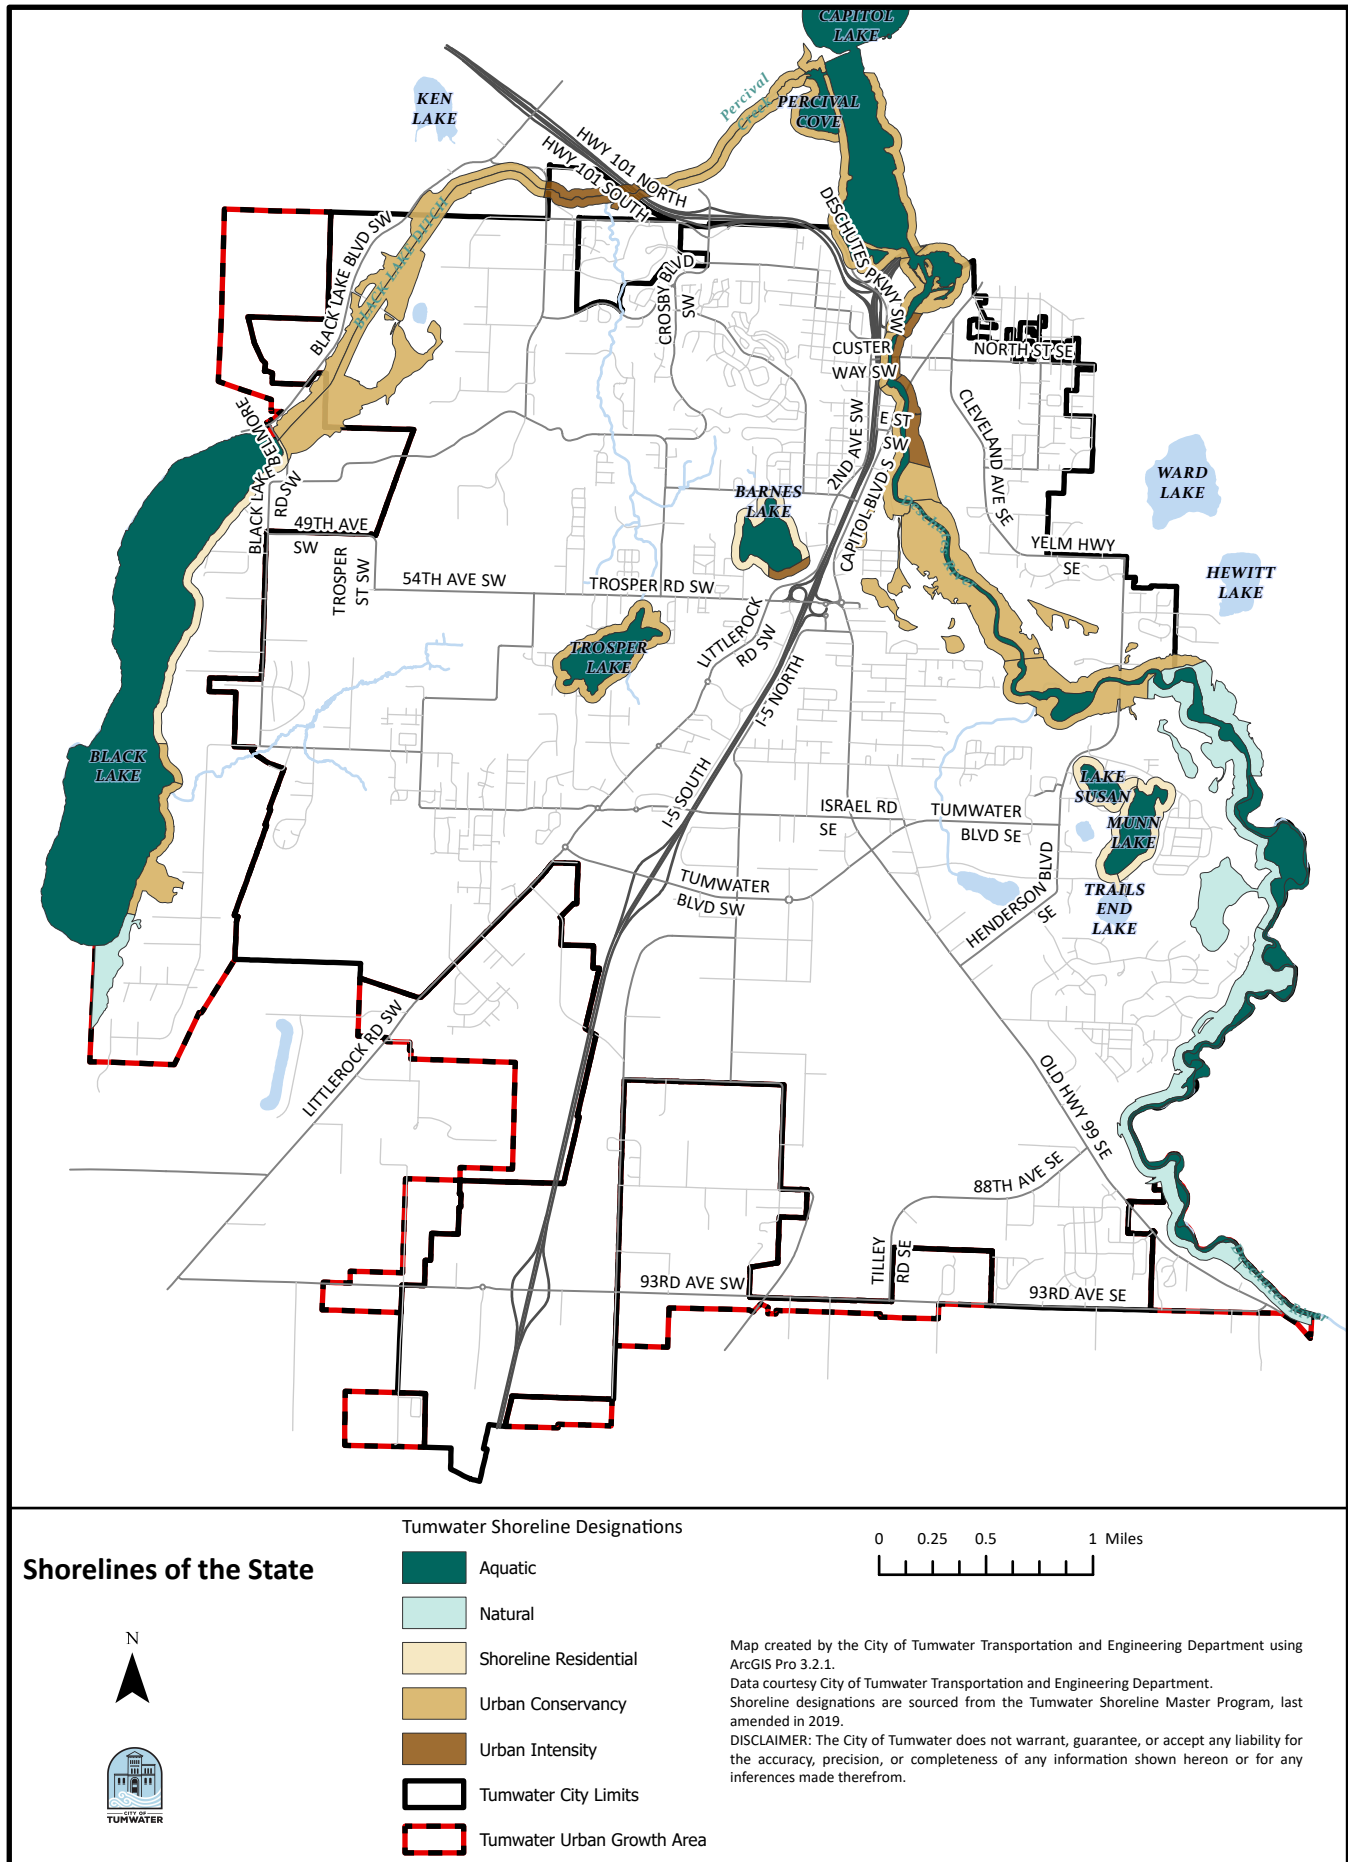 CAPITOL
LAKE
KEN
LAKE
Percival
Creek
PERCIVAL
COVE
HWY 101 NORTH
HWY 101 SOUTH
DESCHUTES PKWY SW
BLACK LAKE BLVD SW
BLACK LAKE DITCH
CROSBY BLVD
SW
CUSTER
WAY SW
NORTH ST SE
E ST
SW
2ND AVE SW
CLEVELAND AVE SE
BLACK LAKE BELMORE
RD SW
WARD
LAKE
BARNES
LAKE
CAPITOL BLVD S
Deschutes River
49TH AVE
SW
TROSPER
ST SW
YELM HWY
SE
HEWITT
LAKE
54TH AVE SW
TROSPER RD SW
LITTLEROCK
RD SW
TROSPER
LAKE
I-5 NORTH
BLACK
LAKE
I-5 SOUTH
LAKE
SUSAN
MUNN
LAKE
ISRAEL RD
SE
TUMWATER
BLVD SE
TUMWATER
BLVD SW
HENDERSON BLVD
SE
TRAILS
END
LAKE
LITTLEROCK RD SW
OLD HWY 99 SE
88TH AVE SE
TILLEY
RD SE
Deschutes River
93RD AVE SW
93RD AVE SE
Shorelines of the State
N
CITY OF
TUMWATER
Tumwater Shoreline Designations
Aquatic
Natural
Shoreline Residential
Urban Conservancy
Urban Intensity
Tumwater City Limits
Tumwater Urban Growth Area
0 0.25 0.5 1 Miles
Map created by the City of Tumwater Transportation and Engineering Department using
ArcGIS Pro 3.2.1.
Data courtesy City of Tumwater Transportation and Engineering Department.
Shoreline designations are sourced from the Tumwater Shoreline Master Program, last
amended in 2019.
DISCLAIMER: The City of Tumwater does not warrant, guarantee, or accept any liability for
the accuracy, precision, or completeness of any information shown hereon or for any
inferences made therefrom.